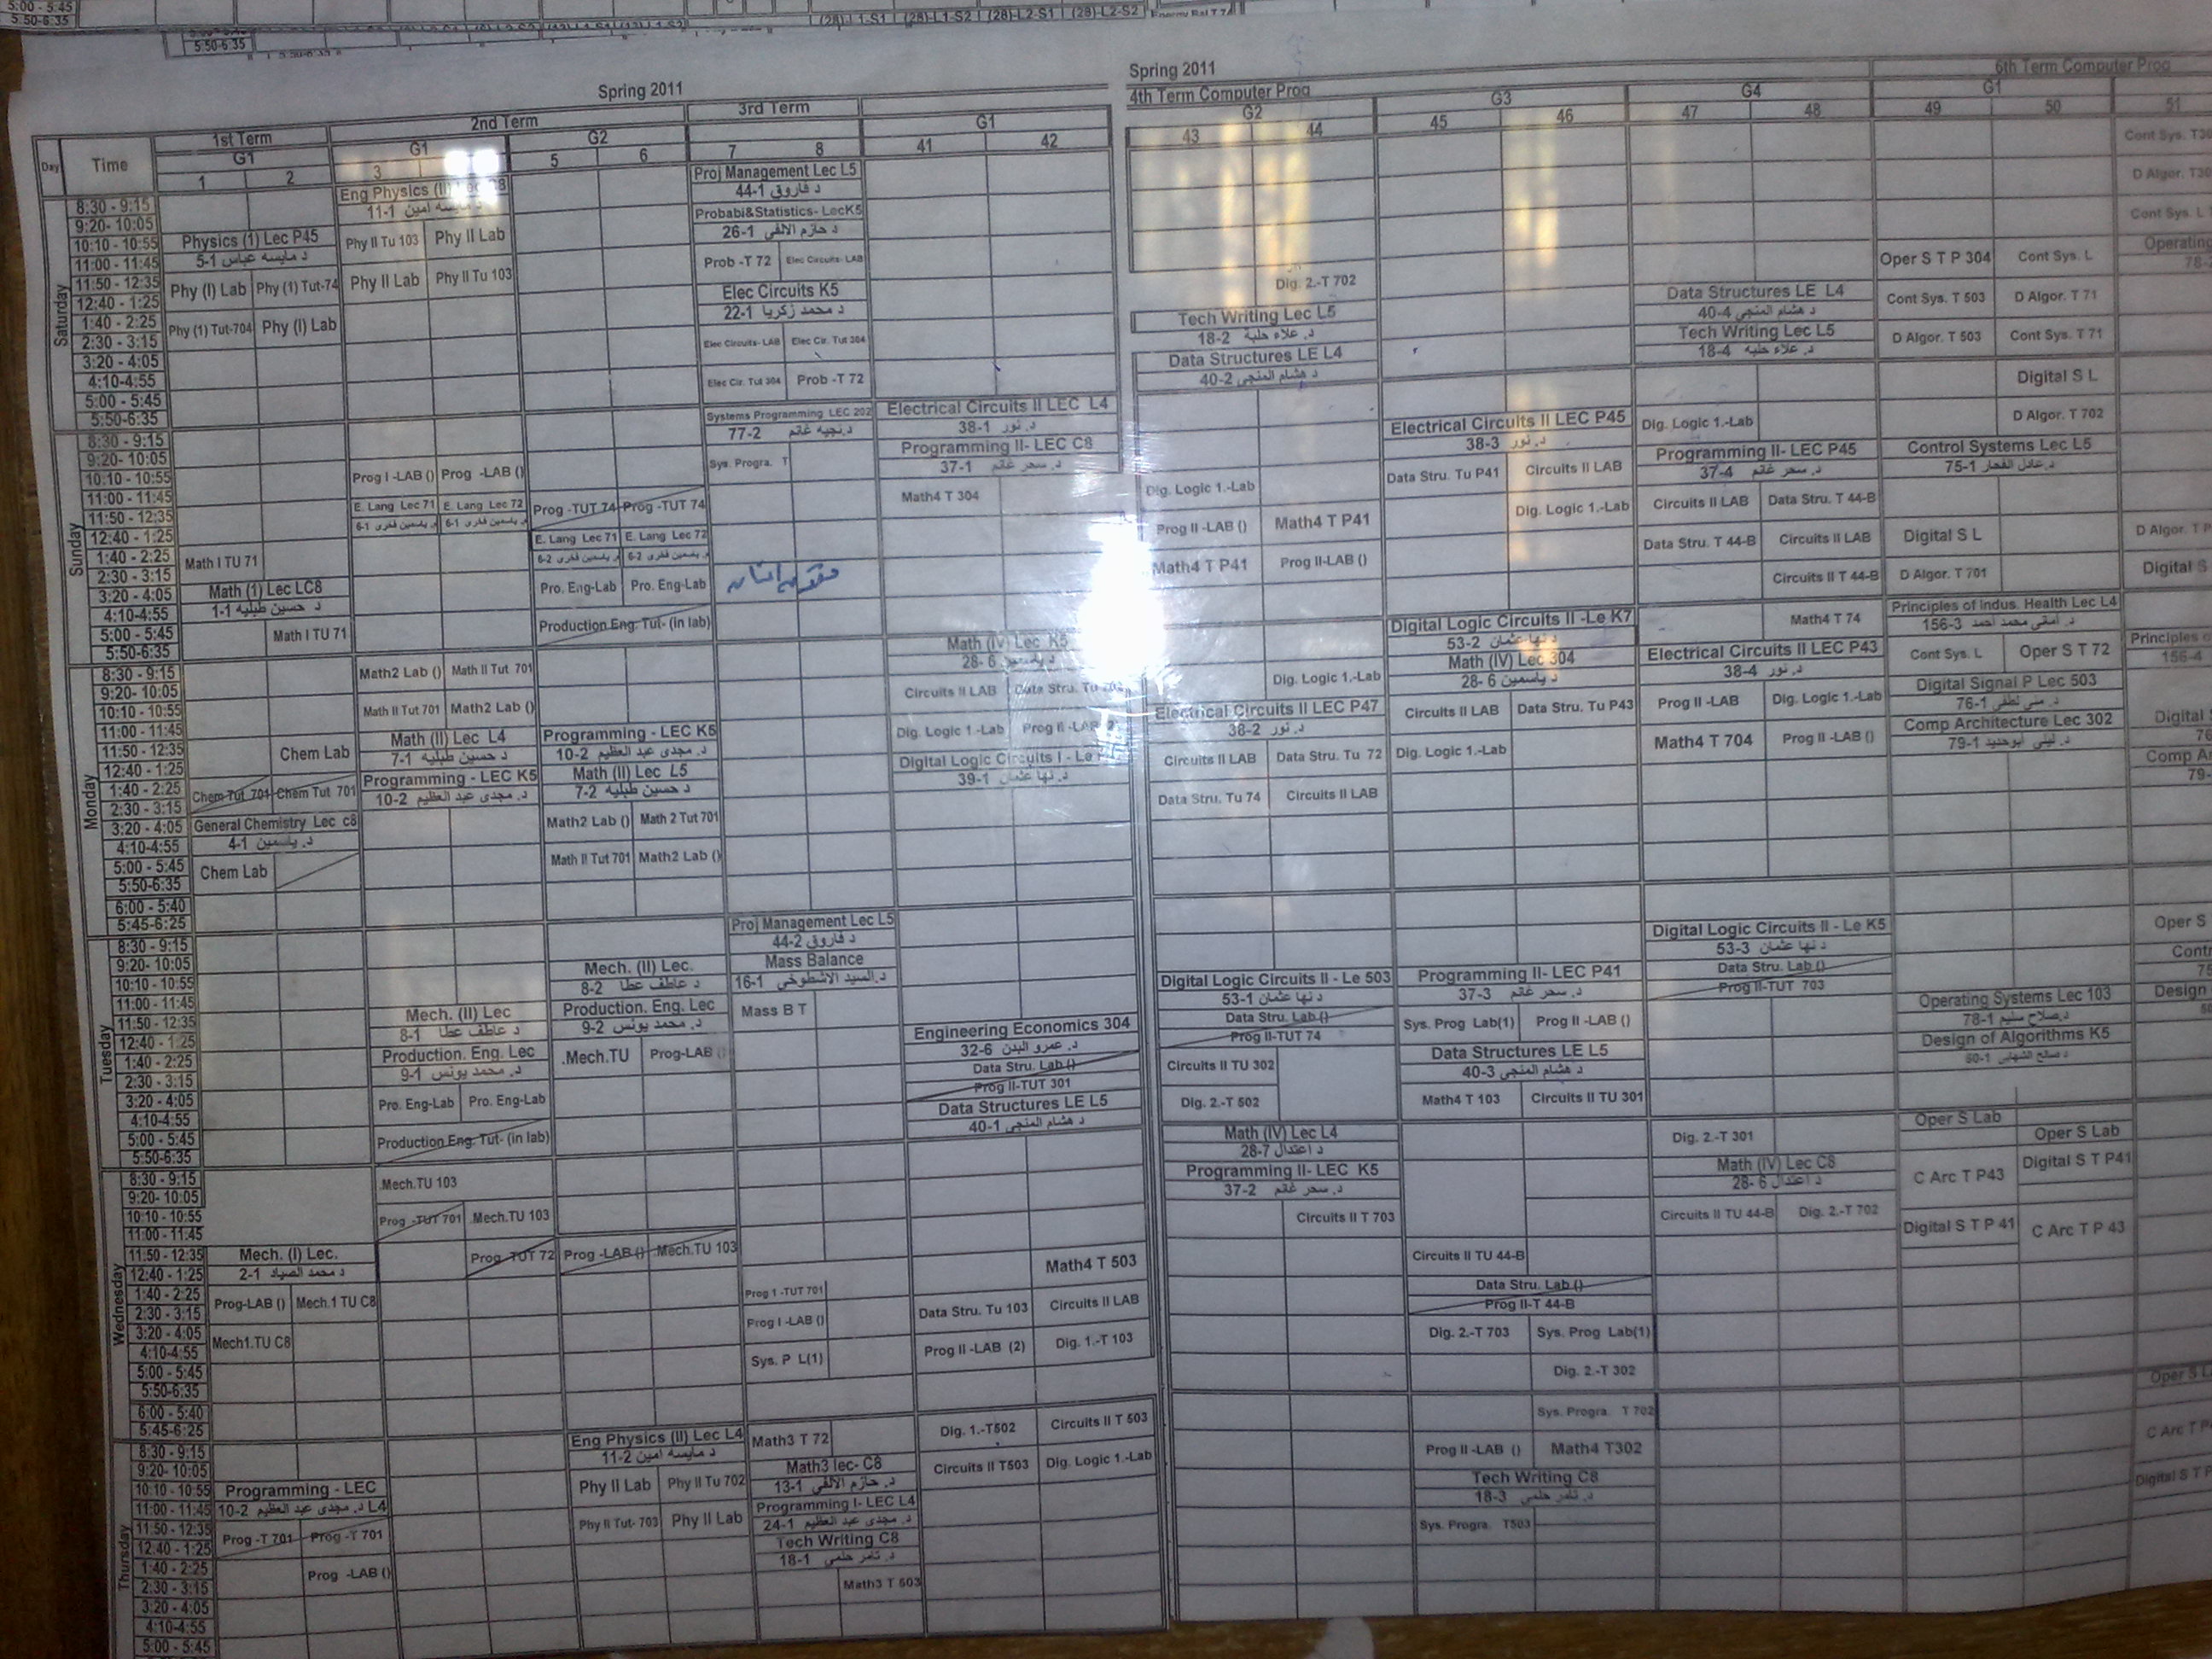 5:00 - 5:45
5:50-6:35
(28)-L1-S1 (28)-L1-S2 (28)-L2-S1 (28)-L2-S2
5:50-6:35
Spring 2011
1st Term 2nd Term 3rd Term
Day Time G1 G1 G2 G1
1 2 3 5 6 7 8 41 42
Spring 2011
4th Term Computer Prog 6th Term Computer Prog
G2 G3 G4 G1
43 44 45 46 47 48 49 50 51
Saturday
8:30 - 9:15
9:20- 10:05
10:10 - 10:55
11:00 - 11:45
11:50 - 12:35
12:40 - 1:25
1:40 - 2:25
2:30 - 3:15
3:20 - 4:05
4:10-4:55
5:00 - 5:45
5:50-6:35
Physics (1) Lec P45
5-1 د مايسه عباس
Phy (I) Lab Phy (1) Tut-74
Phy (1) Tut-704 Phy (I) Lab
Eng Physics (II) C8
11-1 د مايسه امين
Phy II Tu 103 Phy II Lab
Phy II Lab Phy II Tu 103
Proj Management Lec L5
44-1 د فاروق
Probabi&Statistics- LecK5
26-1 د حازم الالفي
Prob -T 72 Elec Circuits- LAB
Elec Circuits K5
22-1 د محمد زكريا
Elec Circuits- LAB Elec Cir. Tut 304
Elec Cir. Tut 304 Prob -T 72
Dig. 2.-T 702
Tech Writing Lec L5
18-2 د. علاء حلبه
Data Structures LE L4
40-2 د هشام المنجى
Data Structures LE L4
40-4 د هشام المنجى
Tech Writing Lec L5
18-4 د. علاء حلبه
Oper S T P 304 Cont Sys. L
Cont Sys. T 503 D Algor. T 71
D Algor. T 503 Cont Sys. T 71
Digital S L
D Algor. T 702
Sunday
8:30 - 9:15
9:20- 10:05
10:10 - 10:55
11:00 - 11:45
11:50 - 12:35
12:40 - 1:25
1:40 - 2:25
2:30 - 3:15
3:20 - 4:05
4:10-4:55
5:00 - 5:45
5:50-6:35
Math I TU 71
Math (1) Lec LC8
1-1 د. حسين طبليه
Math I TU 71
Prog I -LAB () Prog -LAB ()
E. Lang Lec 71 E. Lang Lec 72
6-1 د. ياسمين فخرى 6-1 د. ياسمين فخرى
Prog -TUT 74 Prog -TUT 74
E. Lang Lec 71 E. Lang Lec 72
6-2 د. ياسمين فخرى 6-2 د. ياسمين فخرى
Pro. Eng-Lab Pro. Eng-Lab
Production Eng. Tut- (in lab)
Systems Programming LEC 202
77-2 د.نجيه غانم
Sys. Progra. T
Electrical Circuits II LEC L4
38-1 د. نور
Programming II- LEC C8
37-1 د. سحر غانم
Math4 T 304
Dig. Logic 1.-Lab
Prog II -LAB () Math4 T P41
Math4 T P41 Prog II-LAB ()
Electrical Circuits II LEC P45
38-3 د. نور
Data Stru. Tu P41 Circuits II LAB
Dig. Logic 1.-Lab
Digital Logic Circuits II -Le K7
53-2 د نها عثمان
Dig. Logic 1.-Lab
Programming II- LEC P45
37-4 د. سحر غانم
Circuits II LAB Data Stru. T 44-B
Data Stru. T 44-B Circuits II LAB
Circuits II T 44-B
Math4 T 74
Control Systems Lec L5
75-1 د.عادل الفحار
Digital S L
D Algor. T 701
Principles of Indus. Health Lec L4
156-3 د. أماني محمد أحمد
Monday
8:30 - 9:15
9:20- 10:05
10:10 - 10:55
11:00 - 11:45
11:50 - 12:35
12:40 - 1:25
1:40 - 2:25
2:30 - 3:15
3:20 - 4:05
4:10-4:55
5:00 - 5:45
5:50-6:35
6:00 - 5:40
5:45-6:25
Chem Lab
Chem Tut 701 Chem Tut 701
General Chemistry Lec c8
4-1 د. ياسمين
Chem Lab
Math2 Lab () Math II Tut 701
Math II Tut 701 Math2 Lab ()
Math (II) Lec L4
7-1 د حسين طبليه
Programming - LEC K5
10-2 د. مجدى عبد العظيم
Programming - LEC K5
10-2 د. مجدى عبد العظيم
Math (II) Lec L5
7-2 د حسين طبليه
Math2 Lab () Math 2 Tut 701
Math II Tut 701 Math2 Lab ()
Math (IV) Lec K5
28- 6 د ياسمين
Circuits II LAB Data Stru. Tu
Dig. Logic 1.-Lab Prog II -LAB
Digital Logic Circuits I - Le
39-1 د. نها عثمان
Dig. Logic 1.-Lab
Electrical Circuits II LEC P47
38-2 د. نور
Circuits II LAB Data Stru. Tu 72
Data Stru. Tu 74 Circuits II LAB
Math (IV) Lec 304
28- 6 د ياسمين
Circuits II LAB Data Stru. Tu P43
Dig. Logic 1.-Lab
Electrical Circuits II LEC P43
38-4 د. نور
Prog II -LAB Dig. Logic 1.-Lab
Math4 T 704 Prog II -LAB ()
Cont Sys. L Oper S T 72
Digital Signal P Lec 503
76-1 د. منى لطفى
Comp Architecture Lec 302
79-1 د. ليلى ابوحديد
Tuesday
8:30 - 9:15
9:20- 10:05
10:10 - 10:55
11:00 - 11:45
11:50 - 12:35
12:40 - 1:25
1:40 - 2:25
2:30 - 3:15
3:20 - 4:05
4:10-4:55
5:00 - 5:45
5:50-6:35
Mech. (II) Lec
8-1 د عاطف عطا
Production. Eng. Lec
9-1 د. محمد يونس
Pro. Eng-Lab Pro. Eng-Lab
Production Eng. Tut- (in lab)
Mech. (II) Lec.
8-2 د عاطف عطا
Production. Eng. Lec
9-2 د. محمد يونس
.Mech.TU Prog-LAB
Proj Management Lec L5
44-2 د فاروق
Mass Balance
16-1 د.السيد الاشطوخي
Mass B T
Engineering Economics 304
32-6 د. عمرو البدن
Data Stru. Lab ()
Prog II-TUT 301
Data Structures LE L5
40-1 د هشام المنجى
Digital Logic Circuits II - Le 503
53-1 د نها عثمان
Data Stru. Lab ()
Prog II-TUT 74
Circuits II TU 302
Dig. 2.-T 502
Math (IV) Lec L4
28-7 د اعتدال
Programming II- LEC P41
37-3 د. سحر غانم
Sys. Prog Lab(1) Prog II -LAB ()
Data Structures LE L5
40-3 د هشام المنجى
Math4 T 103 Circuits II TU 301
Digital Logic Circuits II - Le K5
53-3 د نها عثمان
Data Stru. Lab ()
Prog II-TUT 703
Dig. 2.-T 301
Operating Systems Lec 103
78-1 د.صلاح سليم
Design of Algorithms K5
60-1 د. صالح الشهابى
Oper S Lab
Oper S Lab
Wednesday
8:30 - 9:15
9:20- 10:05
10:10 - 10:55
11:00 - 11:45
11:50 - 12:35
12:40 - 1:25
1:40 - 2:25
2:30 - 3:15
3:20 - 4:05
4:10-4:55
5:00 - 5:45
5:50-6:35
6:00 - 5:40
5:45-6:25
Mech. (I) Lec.
2-1 د محمد الصياد
Prog-LAB () Mech.1 TU C8
Mech1.TU C8
.Mech.TU 103
Prog -TUT 701 Mech.TU 103
Prog -TUT 72 Prog -LAB () .Mech.TU 103
Prog 1 -TUT 701
Prog I -LAB ()
Sys. P L(1)
Math4 T 503
Data Stru. Tu 103 Circuits II LAB
Prog II -LAB (2) Dig. 1.-T 103
Programming II- LEC K5
37-2 د. سحر غانم
Circuits II T 703
Circuits II TU 44-B
Data Stru. Lab ()
Prog II-T 44-B
Dig. 2.-T 703 Sys. Prog Lab(1)
Dig. 2.-T 302
Math (IV) Lec C8
28- 6 د اعتدال
Circuits II TU 44-B Dig. 2.-T 702
C Arc T P43 Digital S T P41
Digital S T P 41 C Arc T P 43
Thursday
8:30 - 9:15
9:20- 10:05
10:10 - 10:55
11:00 - 11:45
11:50 - 12:35
12:40 - 1:25
1:40 - 2:25
2:30 - 3:15
3:20 - 4:05
4:10-4:55
5:00 - 5:45
Programming - LEC
10-2 د. مجدى عبد العظيم L4
Prog -T 701 Prog -T 701
Prog -LAB ()
Eng Physics (II) Lec L4
11-2 د مايسه امين
Phy II Lab Phy II Tu 702
Phy II Tut- 703 Phy II Lab
Math3 T 72
Math3 lec- C8
13-1 د. حازم الالفي
Programming I- LEC L4
24-1 د. مجدى عبد العظيم
Tech Writing C8
18-1 د. تامر حلمي
Math3 T 503
Dig. 1.-T502 Circuits II T 503
Circuits II T503 Dig. Logic 1.-Lab
Sys. Progra. T 702
Prog II -LAB () Math4 T302
Tech Writing C8
18-3 د. تامر حلمي
Sys. Progra. T503